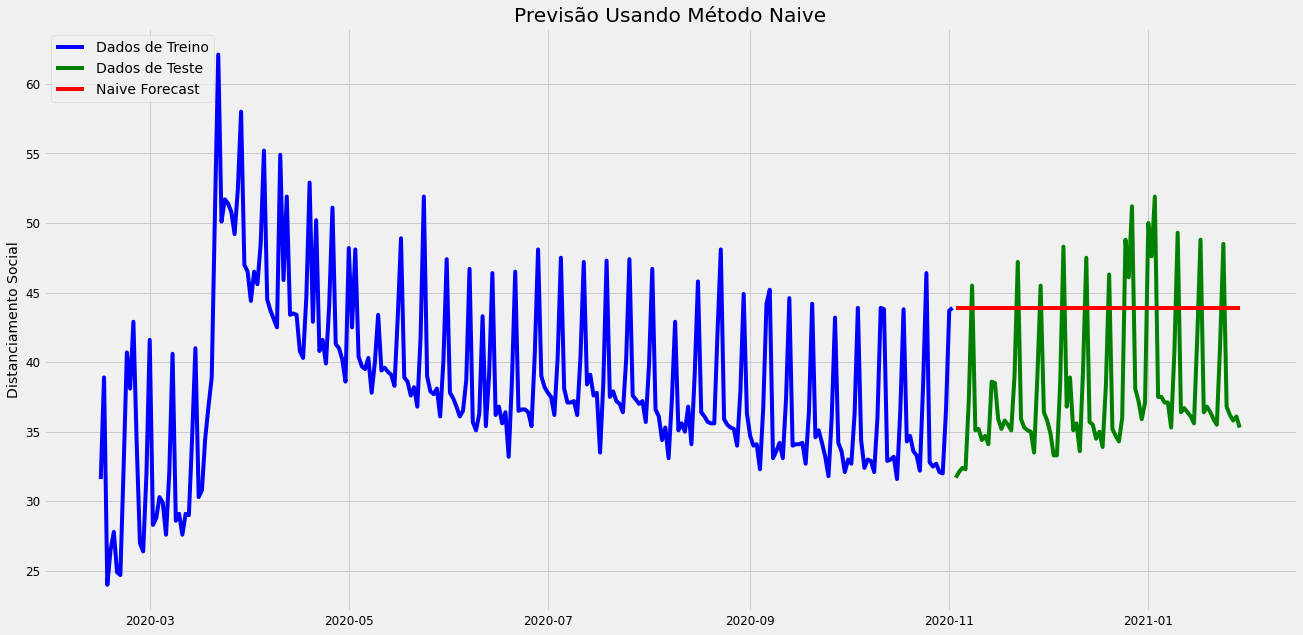 Previsão Usando Método Naive
Dados de Treino
Dados de Teste
Naive Forecast
Distanciamento Social
60
55
50
45
40
35
30
25
2020-03
2020-05
2020-07
2020-09
2020-11
2021-01